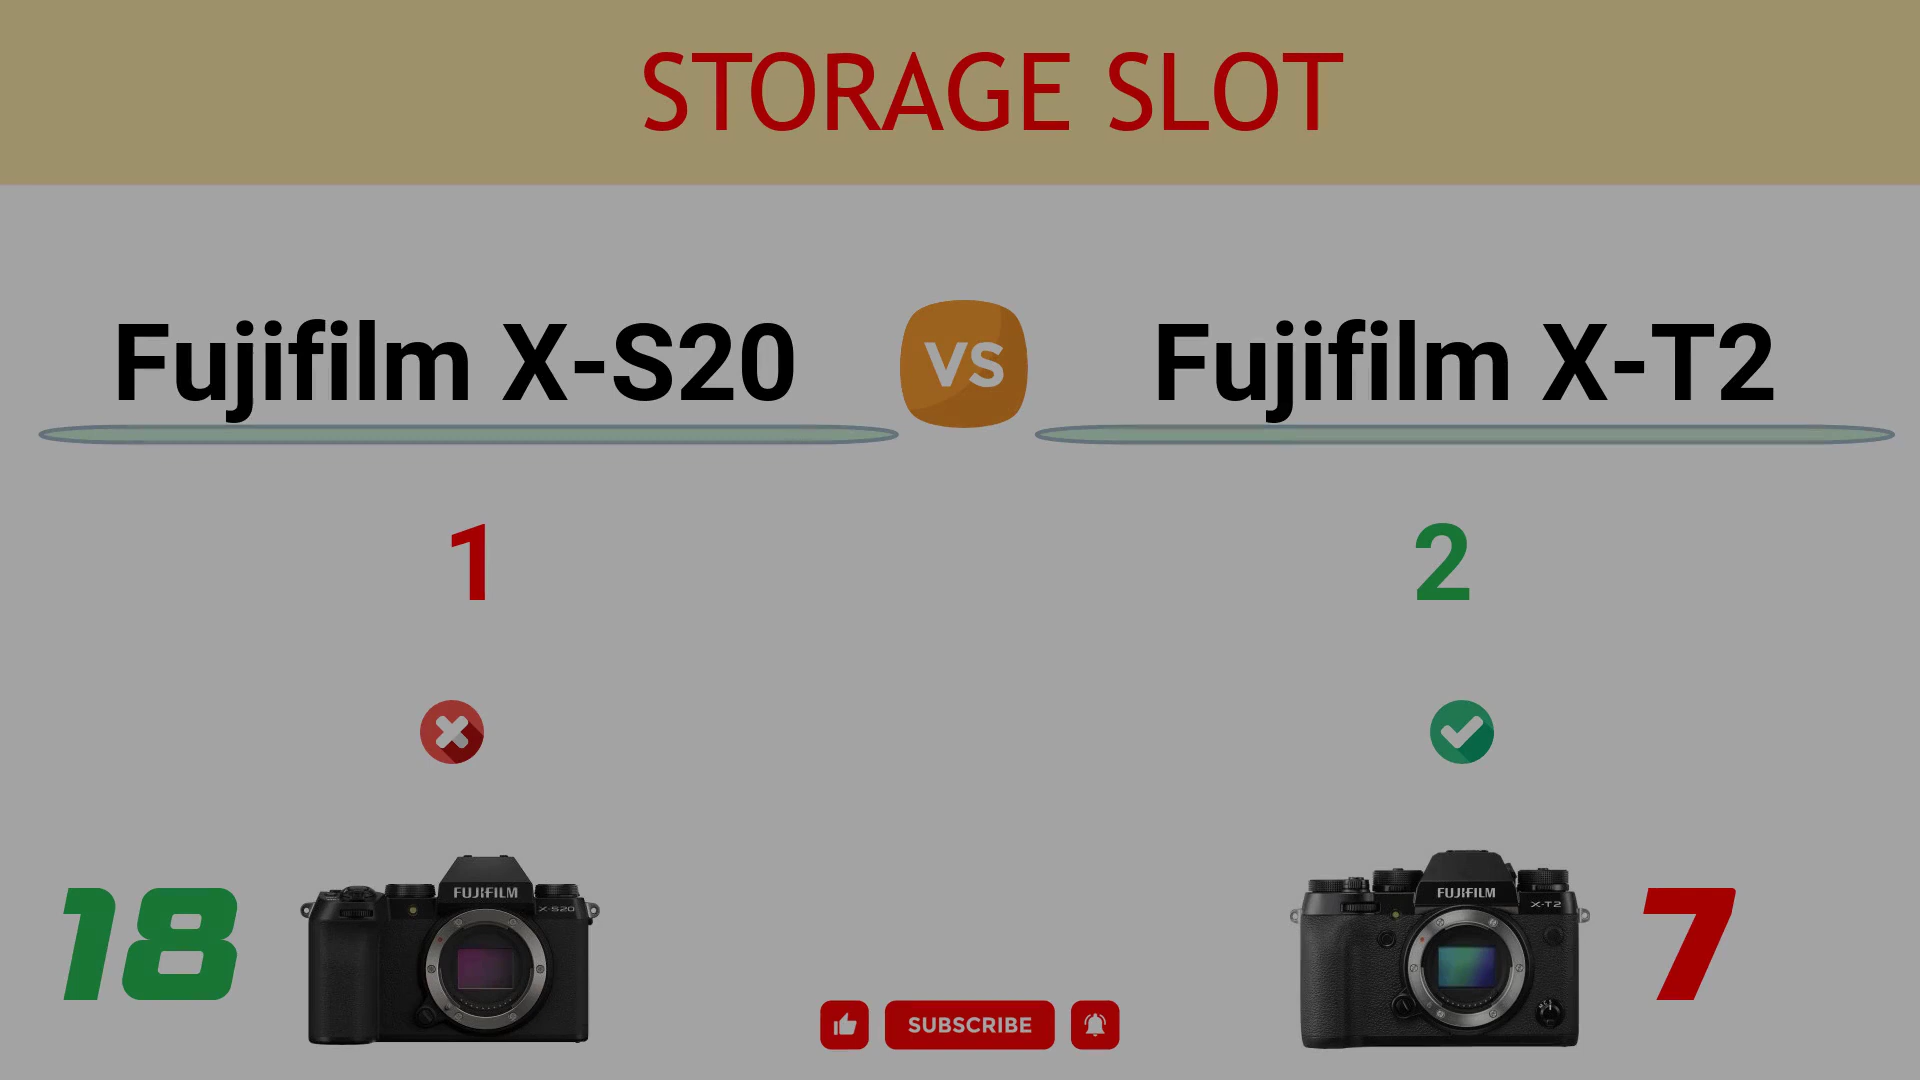 STORAGE SLOT
Fujifilm X-S20
VS
Fujifilm X-T2
1
2
18
FUJIFILM
X-S20
FUJIFILM
X-T2
7
SUBSCRIBE